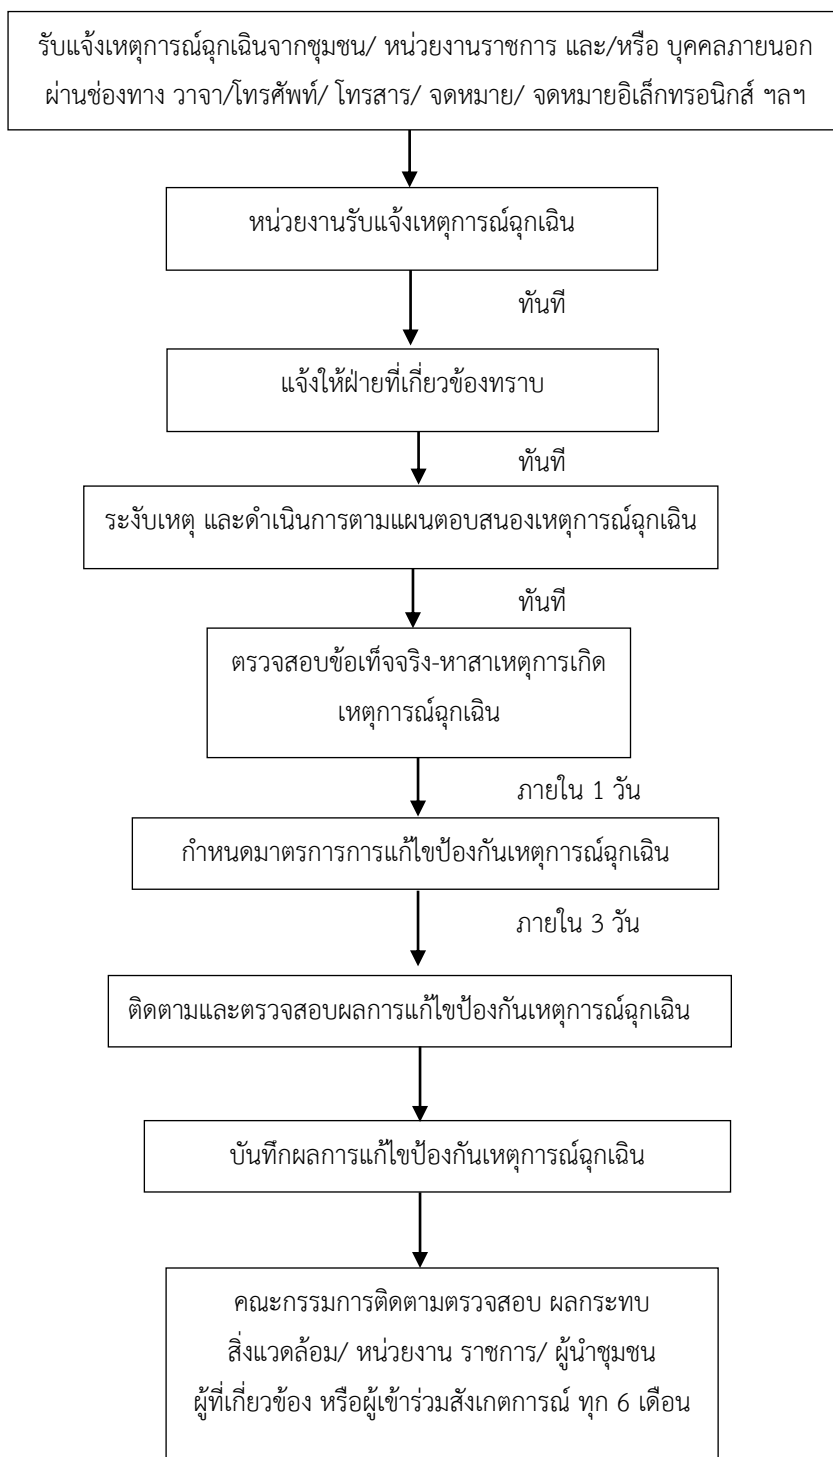 รับแจ้งเหตุการณ์ฉุกเฉินจากชุมชน/ หน่วยงานราชการ และ/หรือ บุคคลภายนอก
ผ่านช่องทาง วาจา/โทรศัพท์/ โทรสาร/ จดหมาย/ จดหมายอิเล็กทรอนิกส์ ฯลฯ
หน่วยงานรับแจ้งเหตุการณ์ฉุกเฉิน
ทันที
แจ้งให้ฝ่ายที่เกี่ยวข้องทราบ
ทันที
ระงับเหตุ และดำเนินการตามแผนตอบสนองเหตุการณ์ฉุกเฉิน
ทันที
ตรวจสอบข้อเท็จจริง-หาสาเหตุการเกิด
เหตุการณ์ฉุกเฉิน
ภายใน 1 วัน
กำหนดมาตรการการแก้ไขป้องกันเหตุการณ์ฉุกเฉิน
ภายใน 3 วัน
ติดตามและตรวจสอบผลการแก้ไขป้องกันเหตุการณ์ฉุกเฉิน
บันทึกผลการแก้ไขป้องกันเหตุการณ์ฉุกเฉิน
คณะกรรมการติดตามตรวจสอบ ผลกระทบ
สิ่งแวดล้อม/ หน่วยงาน ราชการ/ ผู้นำชุมชน
ผู้ที่เกี่ยวข้อง หรือผู้เข้าร่วมสังเกตการณ์ ทุก 6 เดือน